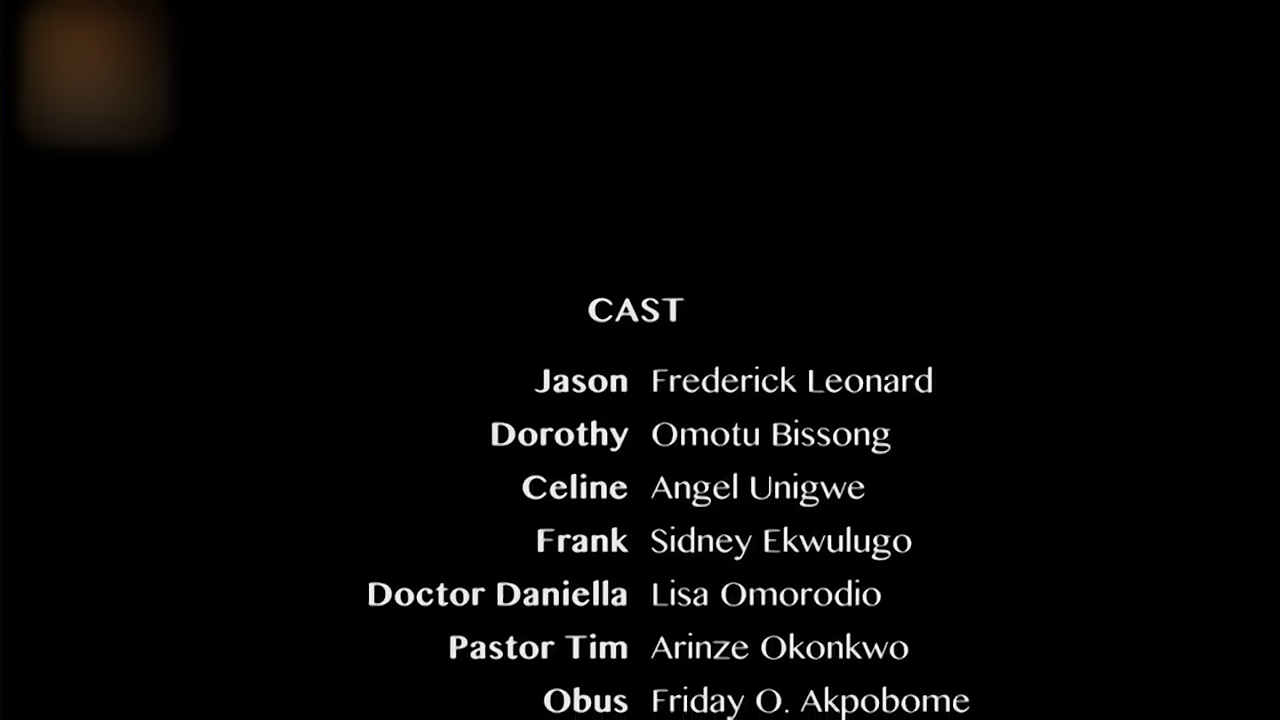 CAST
Jason Frederick Leonard
Dorothy Omotu Bissong
Celine Angel Unigwe
Frank Sidney Ekwulugo
Doctor Daniella Lisa Omorodio
Pastor Tim Arinze Okonkwo
Obus Friday O. Akpobome